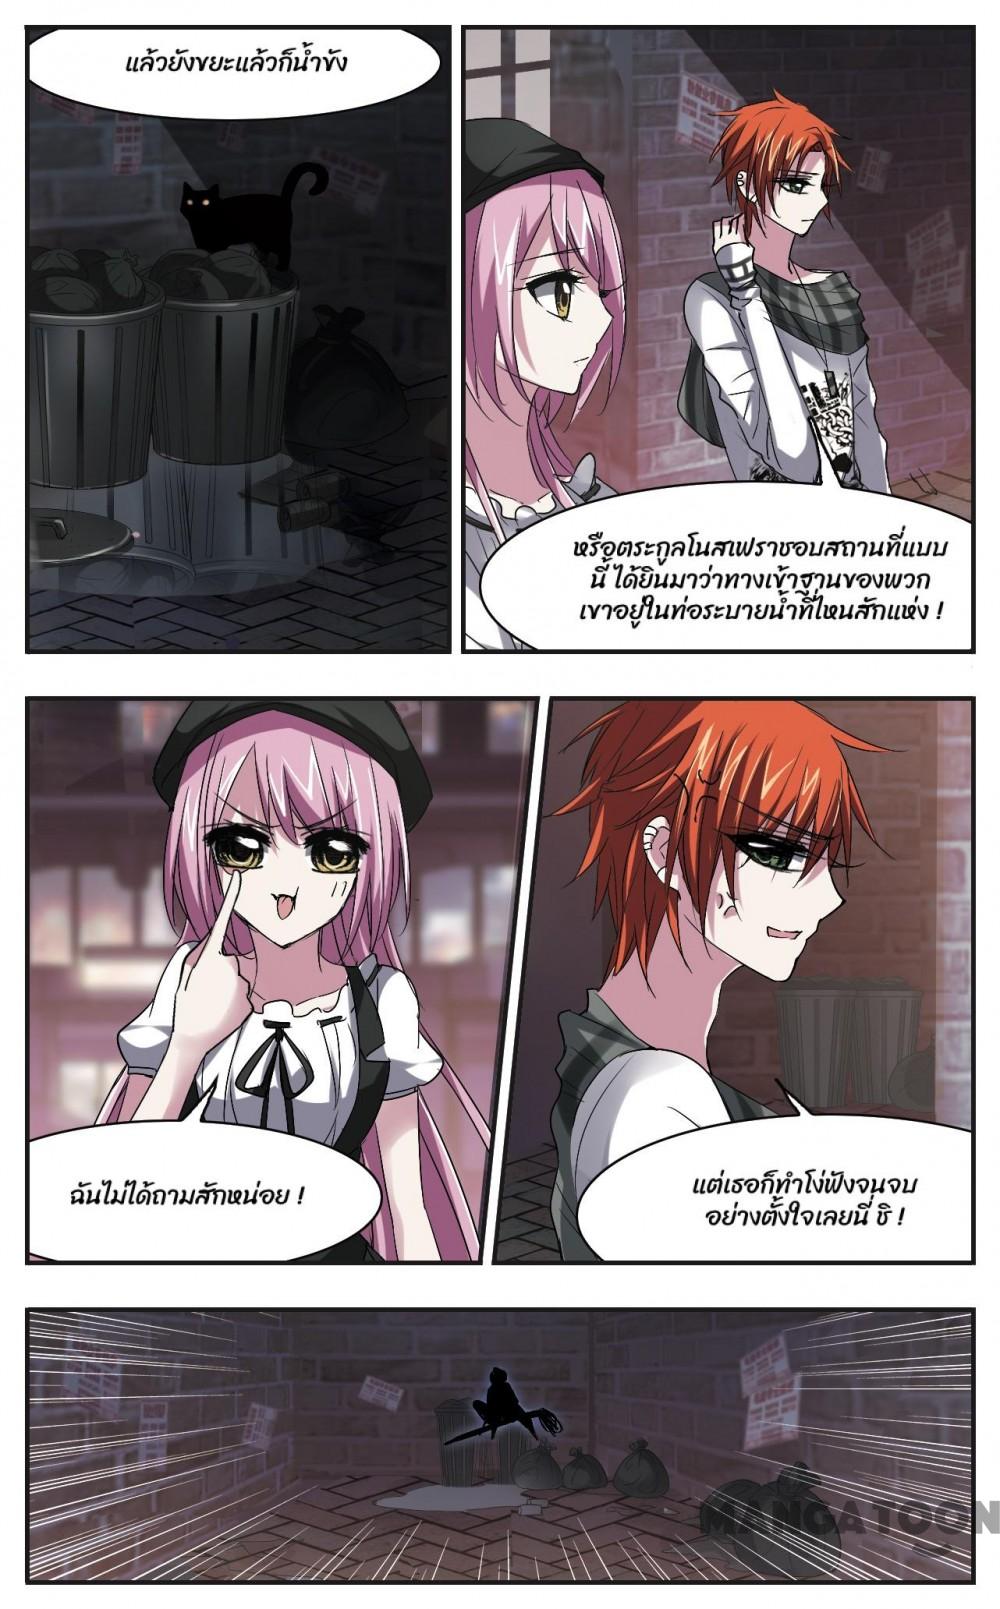 แล้วยังขยะแล้วก็น้ำขัง
หรือตระกูลโนสเฟราชอบสถานที่แบบ
นี้ ได้ยินมาว่าทางเข้าฐานของพวก
เขาอยู่ในท่อระบายน้ำที่ไหนสักแห่ง !
ฉันไม่ได้ถามสักหน่อย !
แต่เธอก็ทำโง่ฟังจนจบ
อย่างตั้งใจเลยนี่ ชิ !
MANGATOON